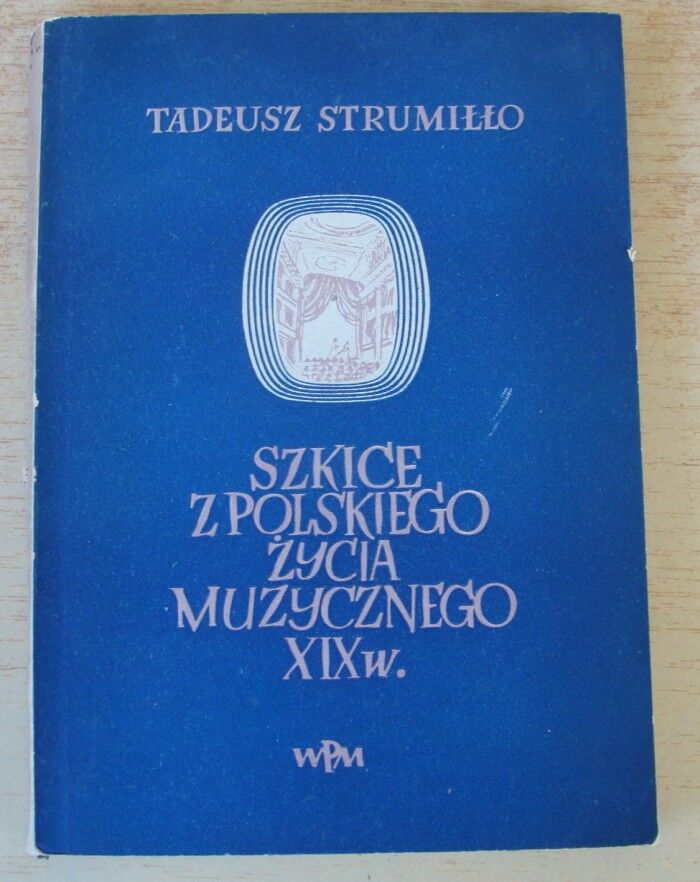 TADEUSZ STRUMIŁŁO
SZKICE
Z POLSKIEGO
ŻYCIA
MUZYCZNEGO
XIX w.
WPM